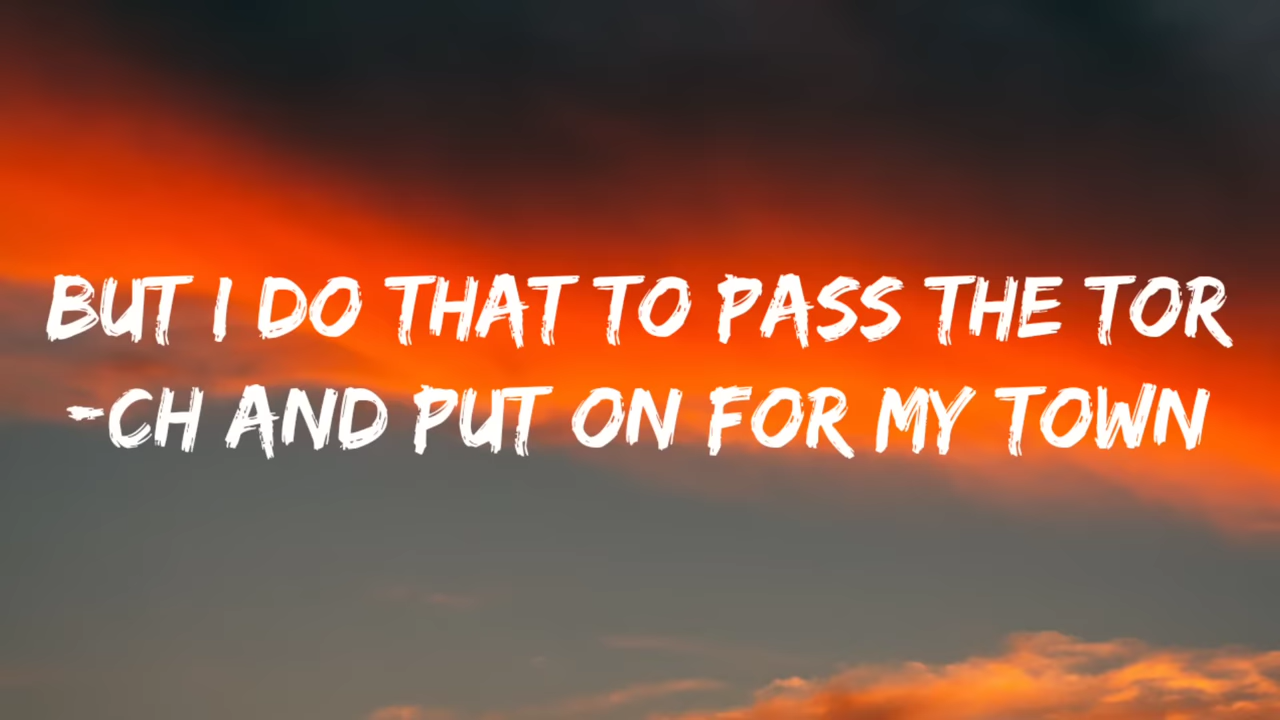 BUT I DO THAT TO PASS THE TOR
-CH AND PUT ON FOR MY TOWN